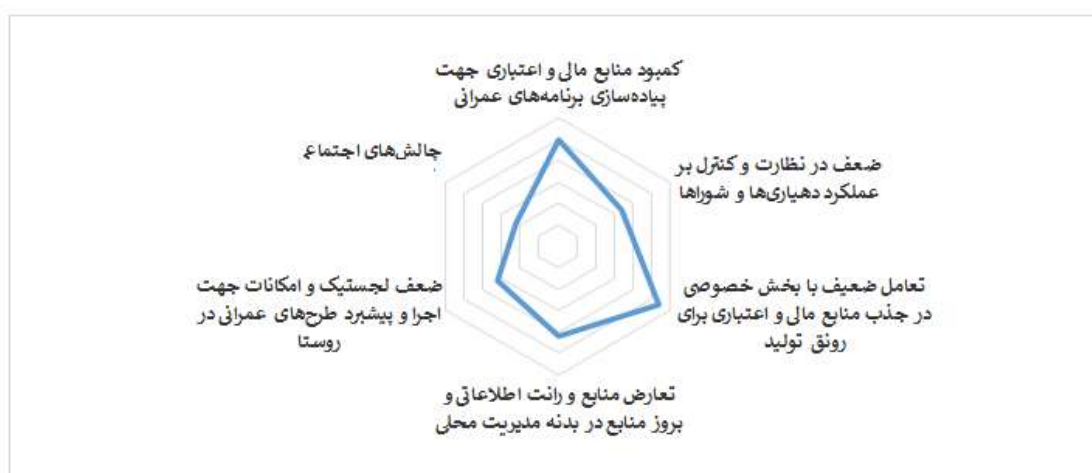 کمبود منابع مالی و اعتباری جهت
پیاده‌سازی برنامه‌های عمرانی
ضعف در نظارت و کنترل بر
عملکرد دهیاری‌ها و شوراها
تعامل ضعیف با بخش خصوصی
در جذب منابع مالی و اعتباری برای
رونق تولید
تعارض منابع و رانت اطلاعاتی و
بروز منابع در بدنه مدیریت محلی
ضعف لجستیک و امکانات جهت
اجرا و پیشبرد طرح‌های عمرانی در
روستا
چالش‌های